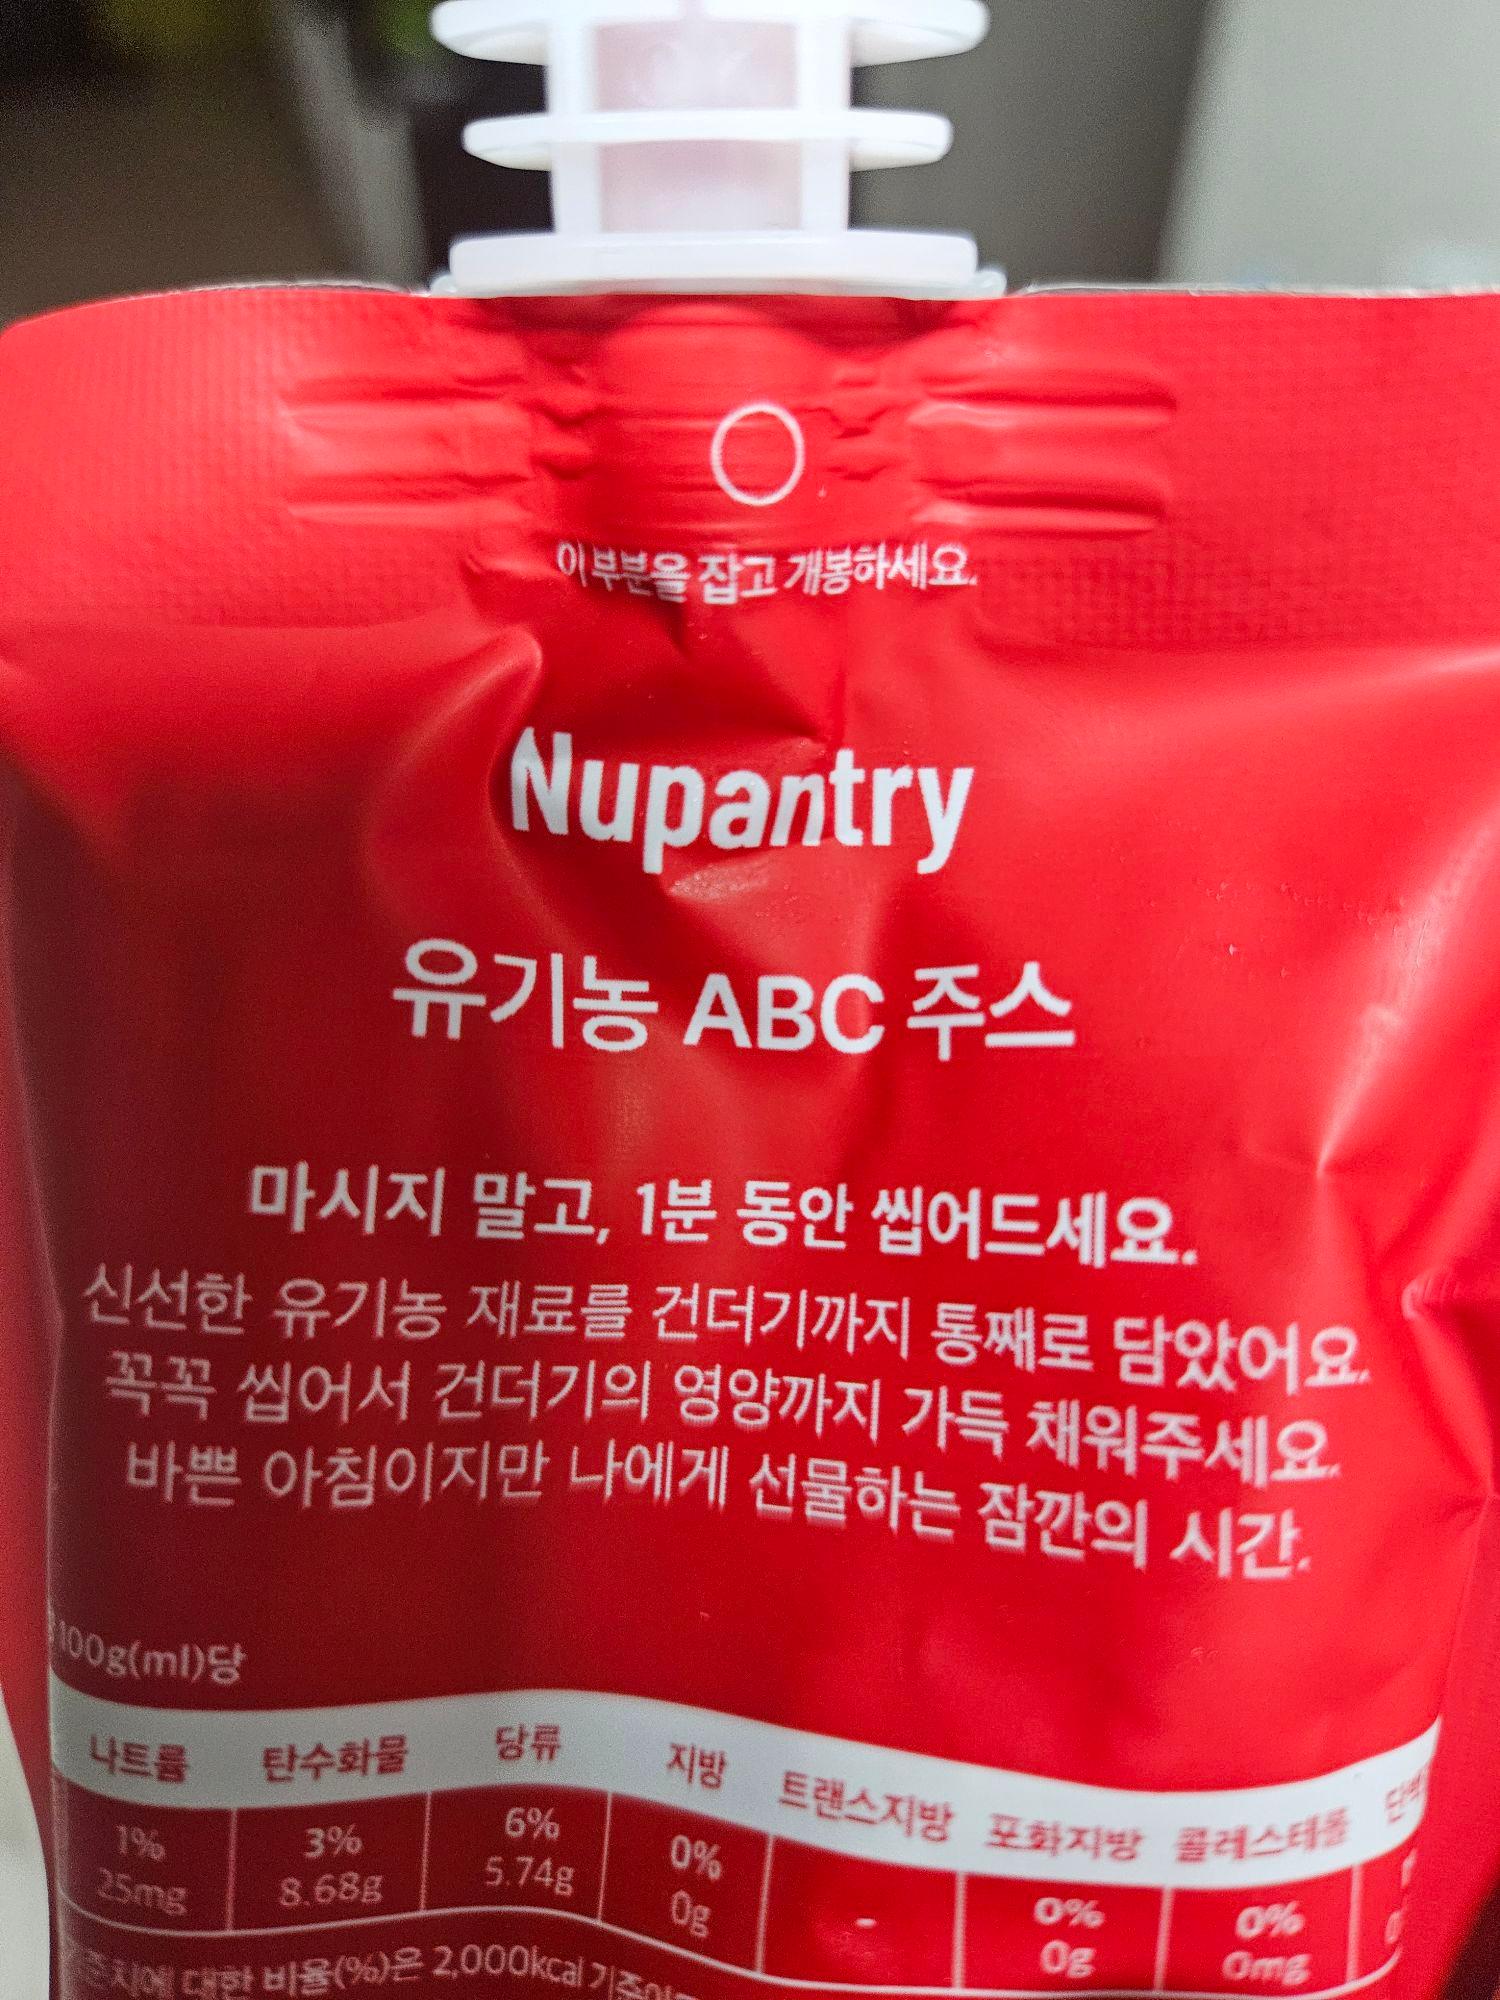 이 부분을 잡고 개봉하세요.
Nupantry
유기농 ABC 주스
마시지 말고, 1분 동안 씹어드세요.
신선한 유기농 재료를 건더기까지 통째로 담았어요.
꼭꼭 씹어서 건더기의 영양까지 가득 채워주세요.
바쁜 아침이지만 나에게 선물하는 잠깐의 시간.
100g(ml)당
나트륨 탄수화물 당류 지방 트랜스지방 포화지방 콜레스테롤
1% 3% 6% 0% - 0% 0%
25mg 8.68g 5.74g 0g 0g 0mg
대한 비율(%)은 2,000kcal